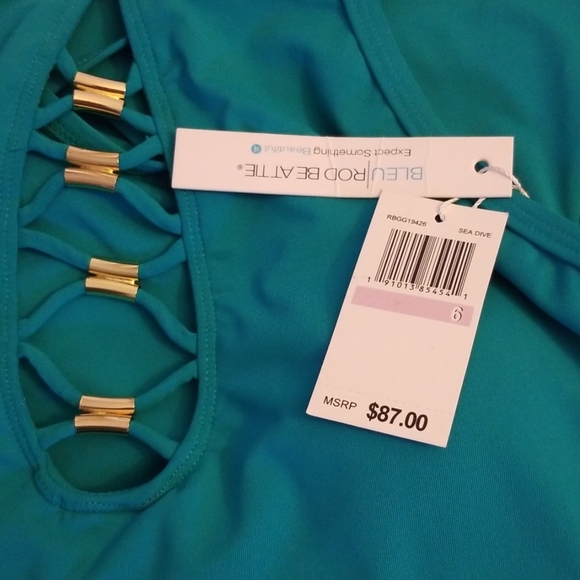 BLEU|ROD BEATTIE®
Expect Something Beautiful
RBGG19426
SEA DIVE
1 91013 85454 1
6
MSRP $87.00